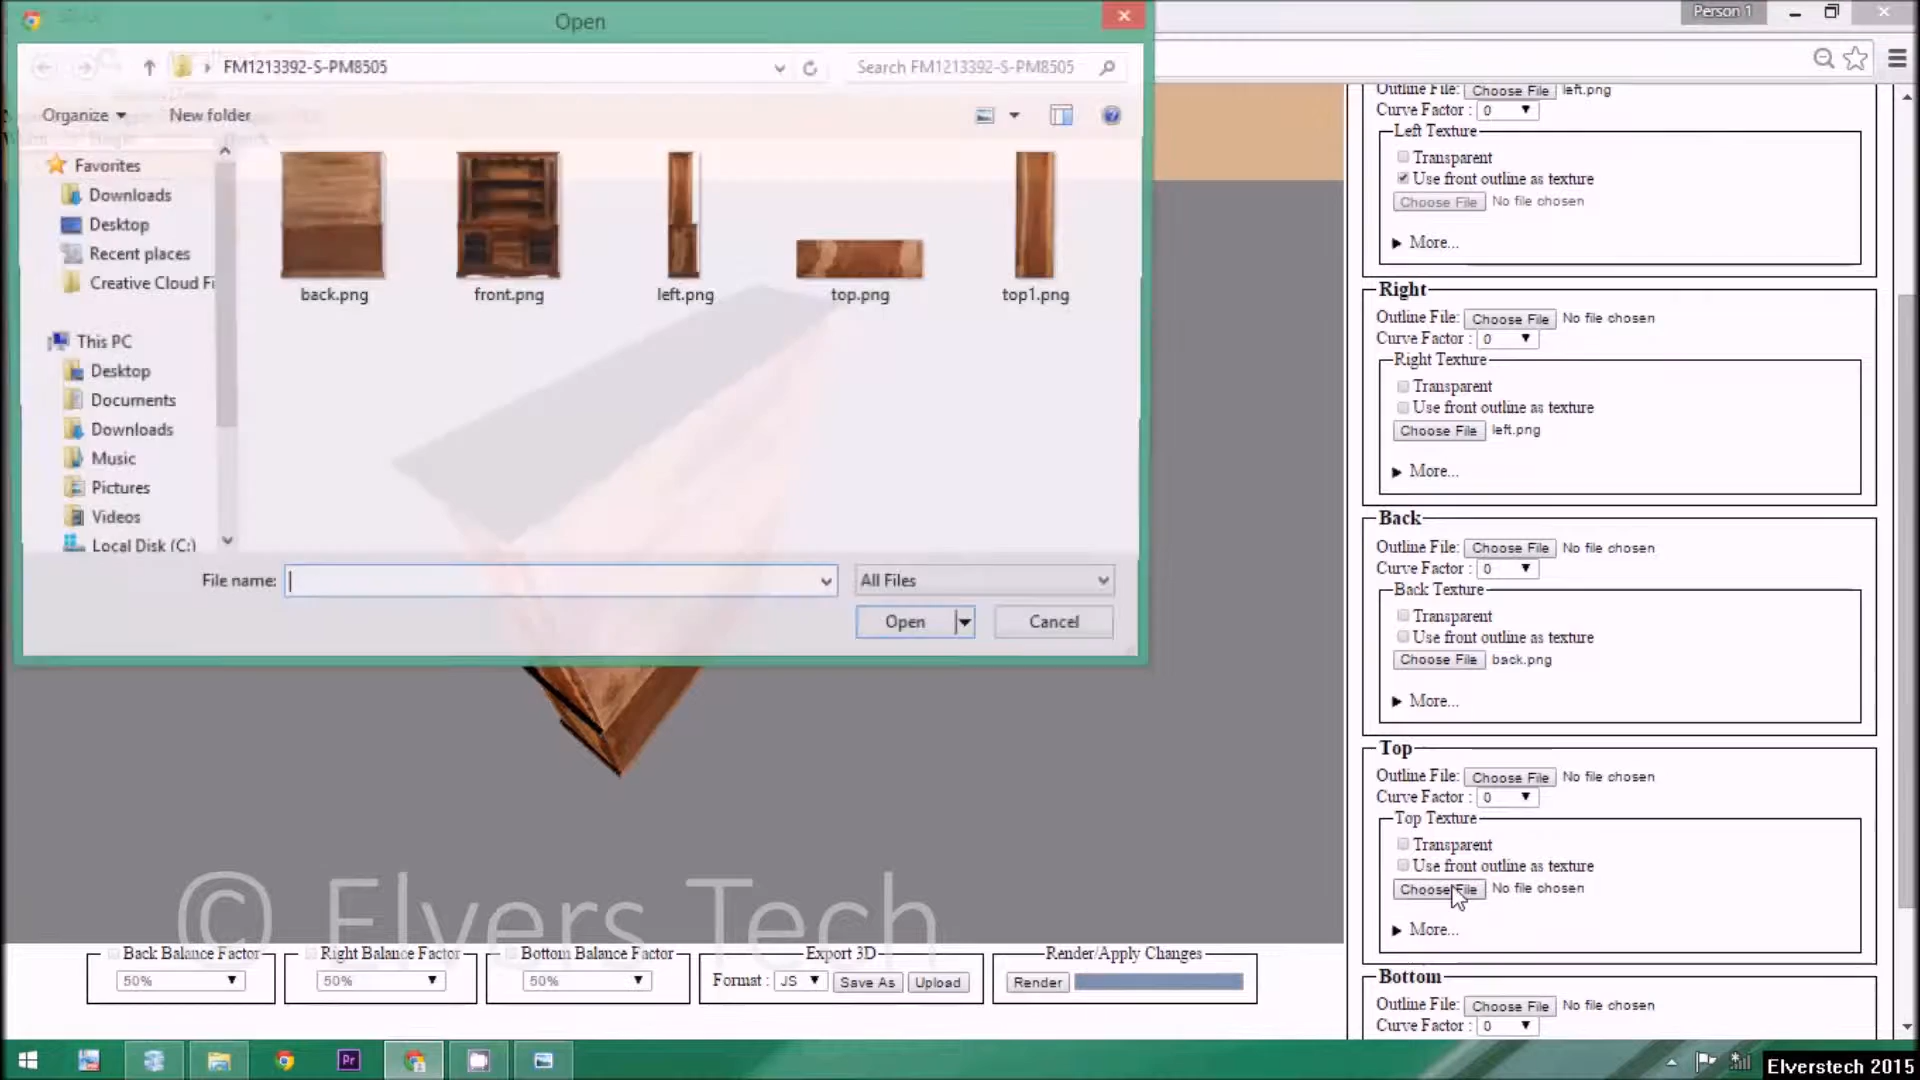 Open
Person 1
FM1213392-S-PM8505
Search FM1213392-S-PM8505
Organize
New folder
Favorites
Downloads
Desktop
Recent places
Creative Cloud Fi
This PC
Desktop
Documents
Downloads
Music
Pictures
Videos
Local Disk (C:)
back.png
front.png
left.png
top.png
top1.png
File name:
All Files
Open
Cancel
Outline File: Choose File left.png
Curve Factor : 0
Left Texture
Transparent
Use front outline as texture
Choose File No file chosen
More...
Right
Outline File: Choose File No file chosen
Curve Factor : 0
Right Texture
Transparent
Use front outline as texture
Choose File left.png
More...
Back
Outline File: Choose File No file chosen
Curve Factor : 0
Back Texture
Transparent
Use front outline as texture
Choose File back.png
More...
Top
Outline File: Choose File No file chosen
Curve Factor : 0
Top Texture
Transparent
Use front outline as texture
Choose File No file chosen
More...
Bottom
Outline File: Choose File No file chosen
Curve Factor : 0
© Elvers Tech
Back Balance Factor
50%
Right Balance Factor
50%
Bottom Balance Factor
50%
Export 3D
Format : JS Save As Upload
Render/Apply Changes
Render
Pr
Elverstech 2015